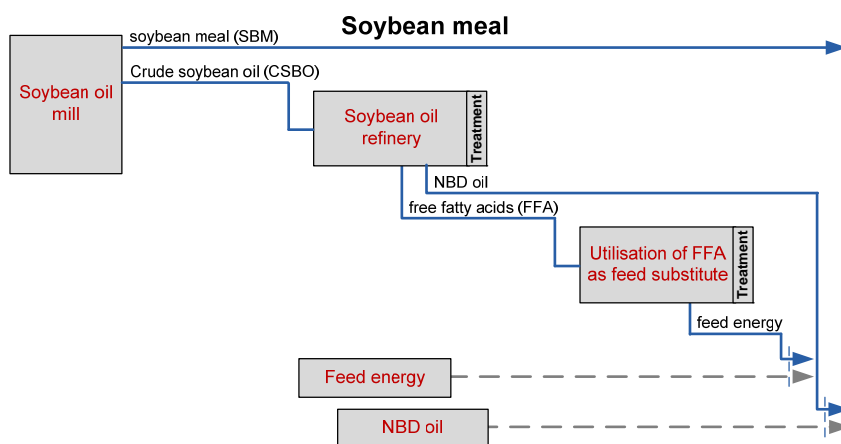 Soybean meal
soybean meal (SBM)
Crude soybean oil (CSBO)
Soybean oil
mill
Soybean oil
refinery
Treatment
NBD oil
free fatty acids (FFA)
Utilisation of FFA
as feed substitute
Treatment
feed energy
Feed energy
NBD oil